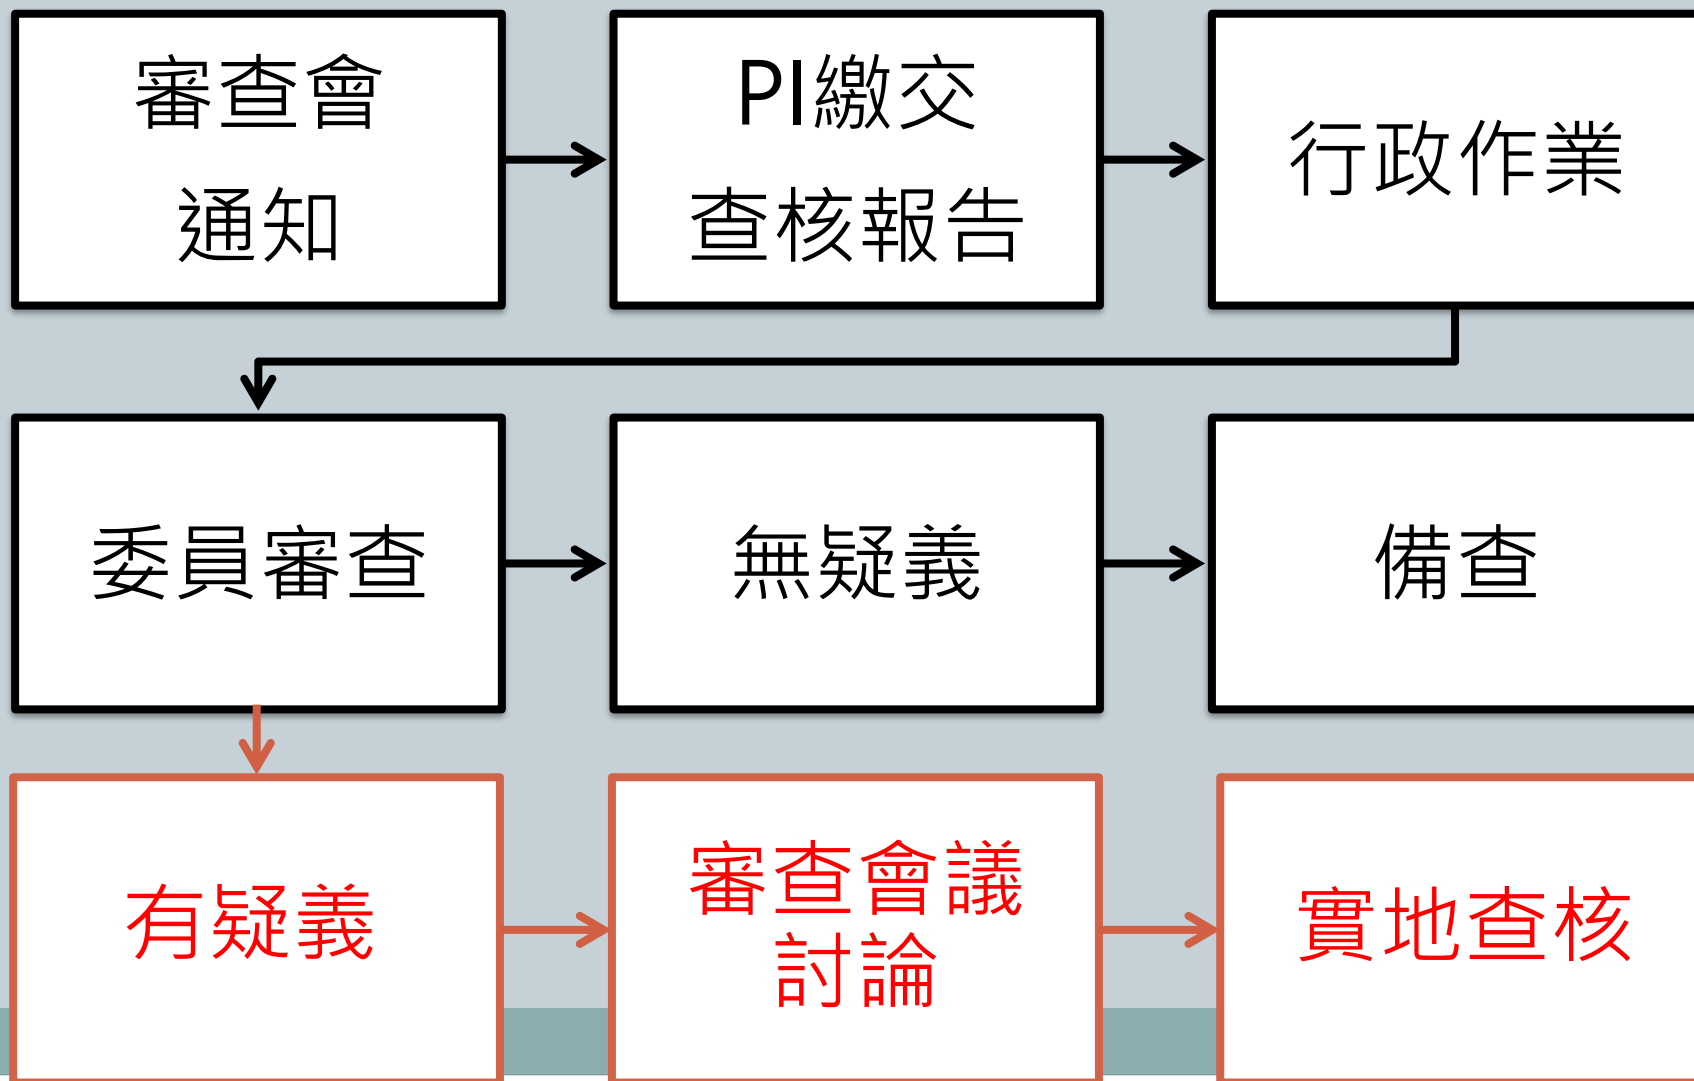 審查會
通知
PI繳交
查核報告
行政作業
委員審查
無疑義
備查
有疑義
審查會議
討論
實地查核